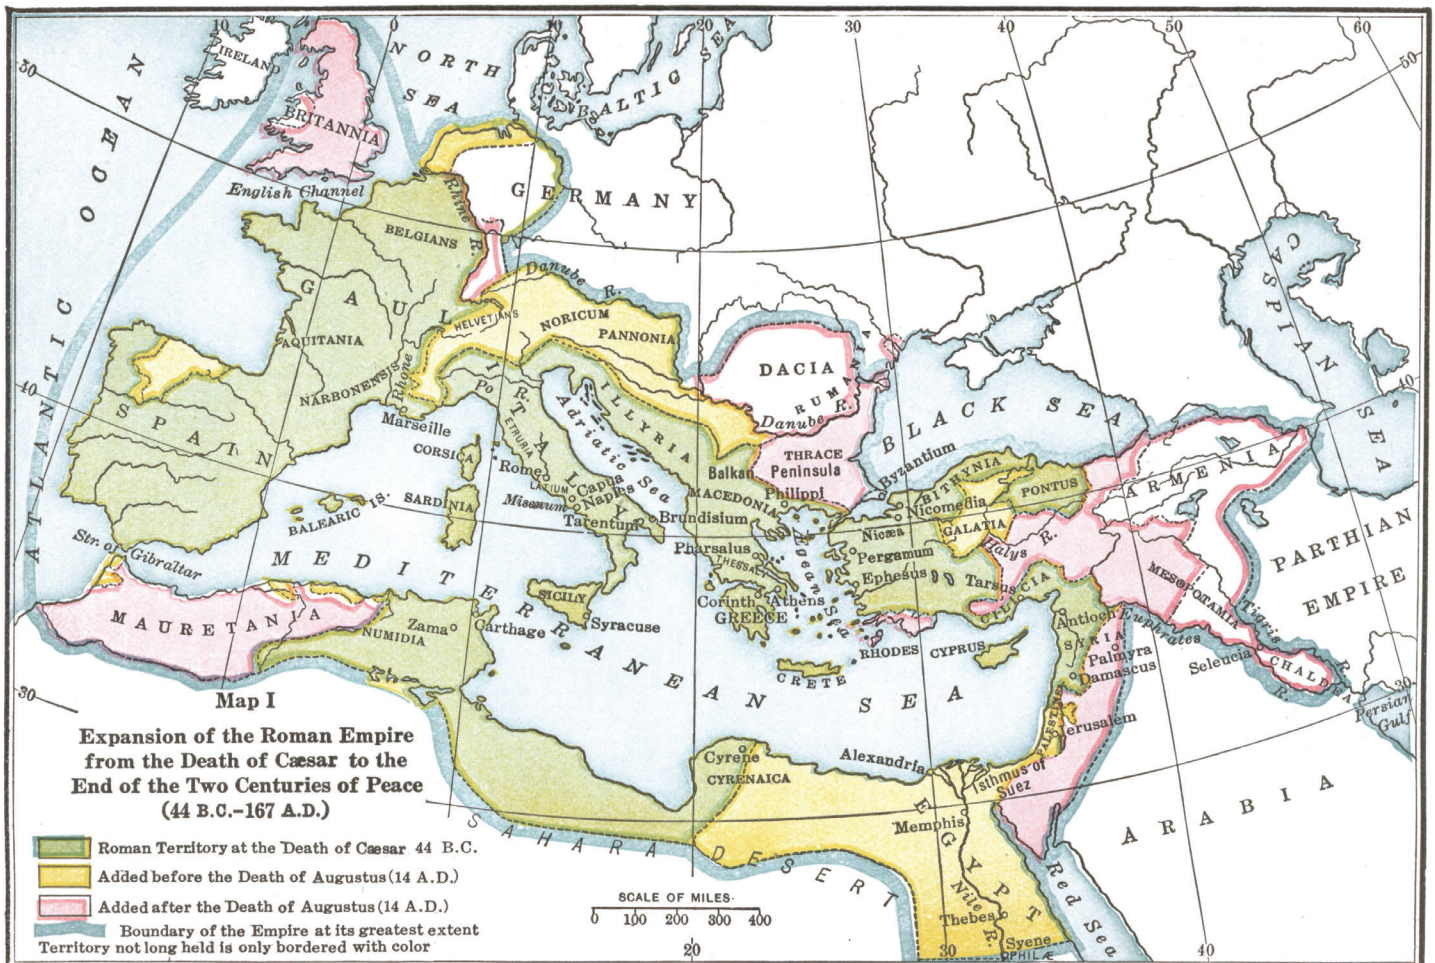 10
0
10
20
30
40
50
60
50
50
IRELAND
NORTH
SEA
BALTIC SEA
ATLANTIC OCEAN
BRITANNIA
English Channel
GERMANY
Rhine R.
BELGIANS
CASPIAN SEA
GAUL
Danube R.
HELVETIANS
NORICUM
PANNONIA
AQUITANIA
DACIA
RUMANIA
NARBONENSIS
Rhone R.
Po R.
ITALY
ILLYRIA
Danube R.
BLACK SEA
40
40
SPAIN
Marseille
ETRURIA
Adriatic Sea
CORSICA
Rome
LATIUM
Capua
Naples
Misenum
Tarentum
Brundisium
Balkan
THRACE
Peninsula
Byzantium
MACEDONIA
Philippi
BITHYNIA
Nicomedia
PONTUS
ARMENIA
BALEARIC IS.
SARDINIA
Nicæa
GALATIA
Halys R.
PARTHIAN
EMPIRE
Str. of Gibraltar
MEDITERRANEAN SEA
Pharsalus
THESSALY
Aegean Sea
Pergamum
Ephesus
Tarsus
CILICIA
MESOPOTAMIA
Tigris R.
MAURETANIA
NUMIDIA
Zama
Carthage
SICILY
Syracuse
Corinth
Athens
GREECE
RHODES
CYPRUS
CRETE
Antioch
Euphrates R.
SYRIA
Palmyra
Damascus
Seleucia
CHALDEA
30
30
Persian
Gulf
PALESTINE
Jerusalem
Map I
Expansion of the Roman Empire
from the Death of Cæsar to the
End of the Two Centuries of Peace
(44 B.C.-167 A.D.)
Cyrene
CYRENAICA
Alexandria
Isthmus of
Suez
ARABIA
SAHARA DESERT
Memphis
EGYPT
Nile R.
Thebes
Syene
PHILÆ
Red Sea
Roman Territory at the Death of Caesar 44 B.C.
Added before the Death of Augustus (14 A.D.)
Added after the Death of Augustus (14 A.D.)
Boundary of the Empire at its greatest extent
Territory not long held is only bordered with color
SCALE OF MILES
0 100 200 300 400
20
30
40